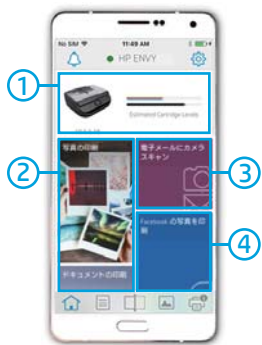 No SIM
11:49 AM
HP ENVY
Estimated Cartridge Levels
1
2
写真の印刷
電子メールにカメラ
スキャン
3
Facebook の写真を印
刷
4
ドキュメントの印刷